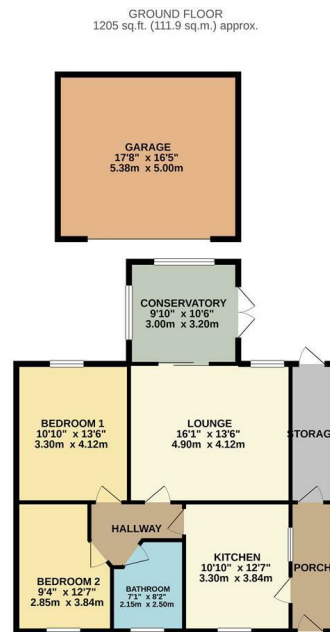 GROUND FLOOR
1205 sq.ft. (111.9 sq.m.) approx.
GARAGE
17'8" x 16'5"
5.38m x 5.00m
CONSERVATORY
9'10" x 10'6"
3.00m x 3.20m
BEDROOM 1
10'10" x 13'6"
3.30m x 4.12m
LOUNGE
16'1" x 13'6"
4.90m x 4.12m
STORAG
HALLWAY
KITCHEN
10'10" x 12'7"
3.30m x 3.84m
BEDROOM 2
9'4" x 12'7"
2.85m x 3.84m
BATHROOM
7'1" x 8'2"
2.15m x 2.50m
PORCH